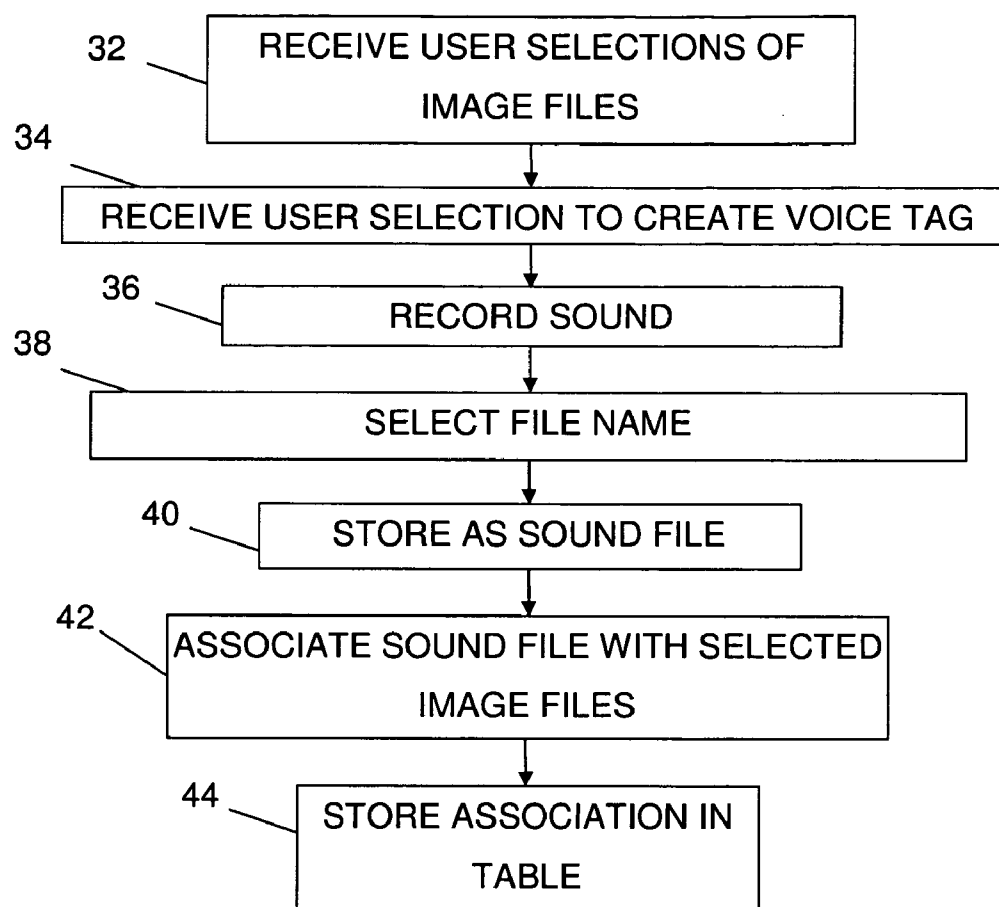 32
RECEIVE USER SELECTIONS OF
IMAGE FILES
34
RECEIVE USER SELECTION TO CREATE VOICE TAG
36
RECORD SOUND
38
SELECT FILE NAME
40
STORE AS SOUND FILE
42
ASSOCIATE SOUND FILE WITH SELECTED
IMAGE FILES
44
STORE ASSOCIATION IN
TABLE